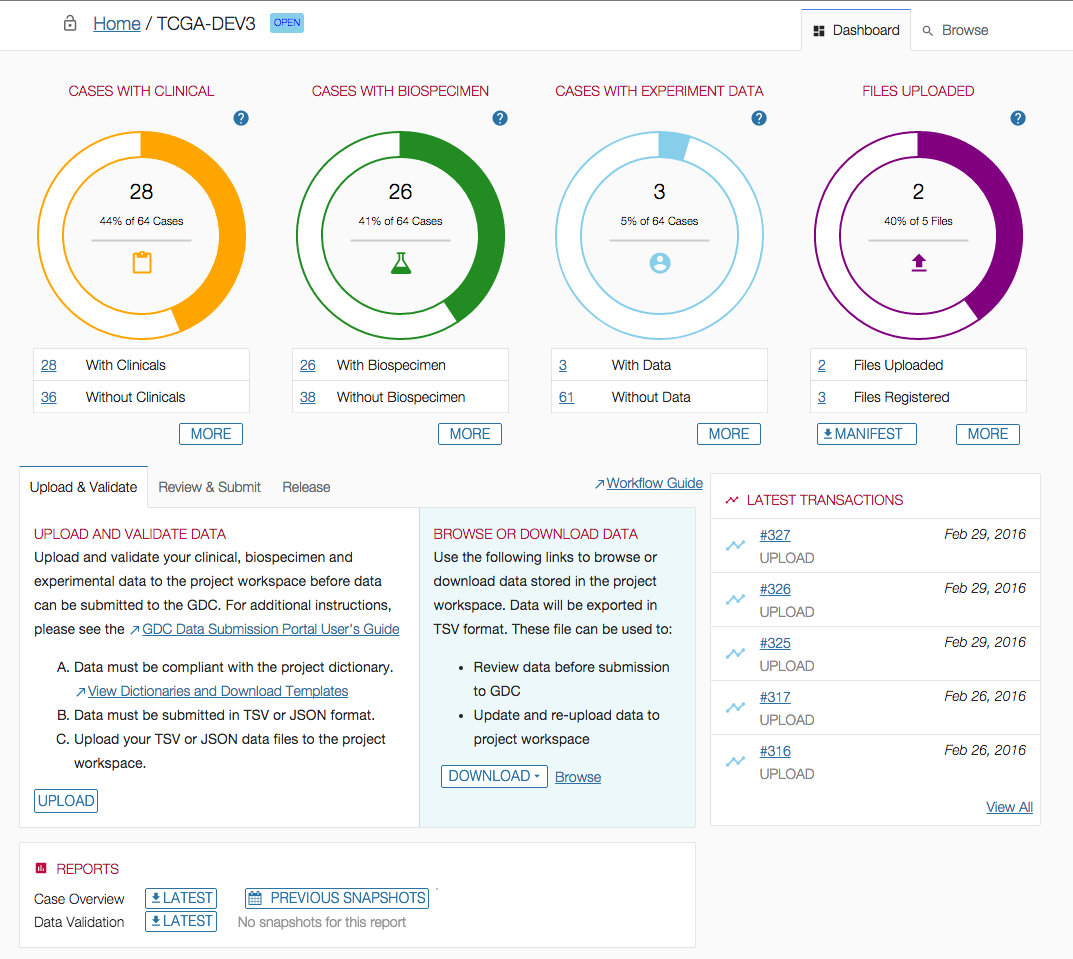 Home / TCGA-DEV3 OPEN
Dashboard Browse
CASES WITH CLINICAL
28
44% of 64 Cases
28 With Clinicals
36 Without Clinicals
MORE
CASES WITH BIOSPECIMEN
26
41% of 64 Cases
26 With Biospecimen
38 Without Biospecimen
MORE
CASES WITH EXPERIMENT DATA
3
5% of 64 Cases
3 With Data
61 Without Data
MORE
FILES UPLOADED
2
40% of 5 Files
2 Files Uploaded
3 Files Registered
MANIFEST MORE
Upload & Validate Review & Submit Release
Workflow Guide
UPLOAD AND VALIDATE DATA
Upload and validate your clinical, biospecimen and
experimental data to the project workspace before data
can be submitted to the GDC. For additional instructions,
please see the GDC Data Submission Portal User's Guide
A. Data must be compliant with the project dictionary.
View Dictionaries and Download Templates
B. Data must be submitted in TSV or JSON format.
C. Upload your TSV or JSON data files to the project
workspace.
UPLOAD
BROWSE OR DOWNLOAD DATA
Use the following links to browse or
download data stored in the project
workspace. Data will be exported in
TSV format. These file can be used to:
• Review data before submission
to GDC
• Update and re-upload data to
project workspace
DOWNLOAD Browse
LATEST TRANSACTIONS
#327 Feb 29, 2016
UPLOAD
#326 Feb 29, 2016
UPLOAD
#325 Feb 29, 2016
UPLOAD
#317 Feb 26, 2016
UPLOAD
#316 Feb 26, 2016
UPLOAD
View All
REPORTS
Case Overview LATEST PREVIOUS SNAPSHOTS
Data Validation LATEST No snapshots for this report